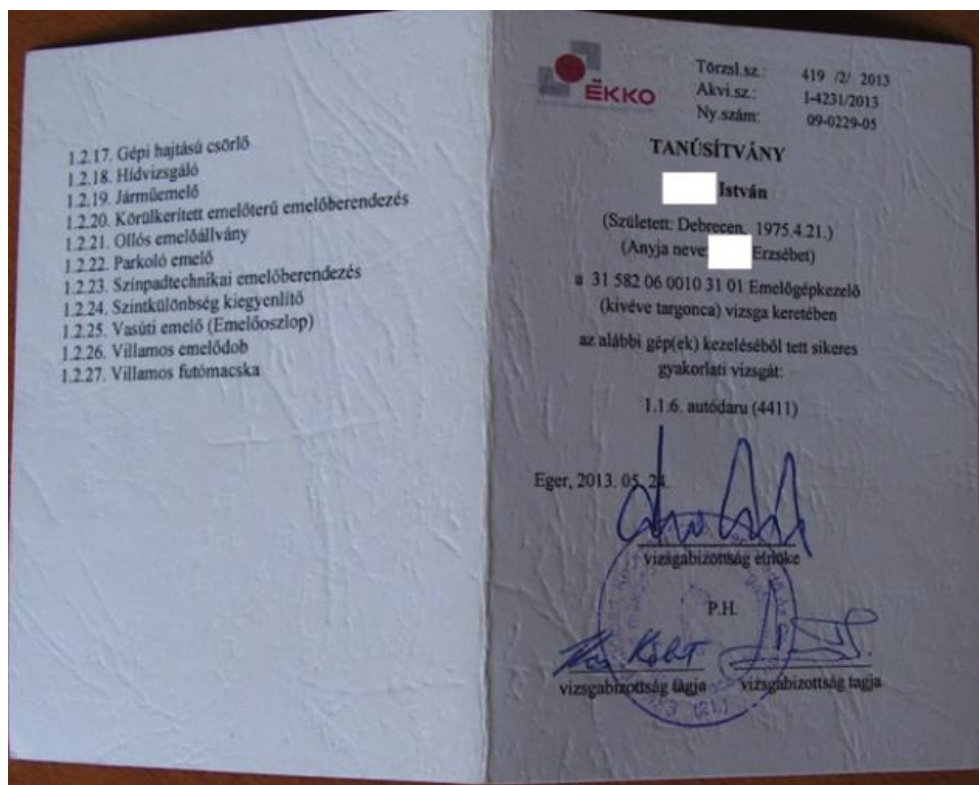 1.2.17. Gépi hajtású csörlő
1.2.18. Hídvizsgáló
1.2.19. Járműemelő
1.2.20. Körülkerített emelőterű emelőberendezés
1.2.21. Ollós emelőállvány
1.2.22. Parkoló emelő
1.2.23. Színpadtechnikai emelőberendezés
1.2.24. Szintkülönbség kiegyenlítő
1.2.25. Vasúti emelő (Emelőoszlop)
1.2.26. Villamos emelődob
1.2.27. Villamos futómacska
ËKKO
Törzsl.sz.: 419 /2/ 2013
Akvi.sz.: I-4231/2013
Ny.szám: 09-0229-05
TANÚSÍTVÁNY
István
(Született: Debrecen, 1975.4.21.)
(Anyja neve: Erzsébet)
a 31 582 06 0010 31 01 Emelőgépkezelő
(kivéve targonca) vizsga keretében
az alábbi gép(ek) kezeléséből tett sikeres
gyakorlati vizsgát:
1.1.6. autódaru (4411)
Eger, 2013. 05. 24.
vizsgabizottság elnöke
P.H.
vizsgabizottság tagja vizsgabizottság tagja
(21.)